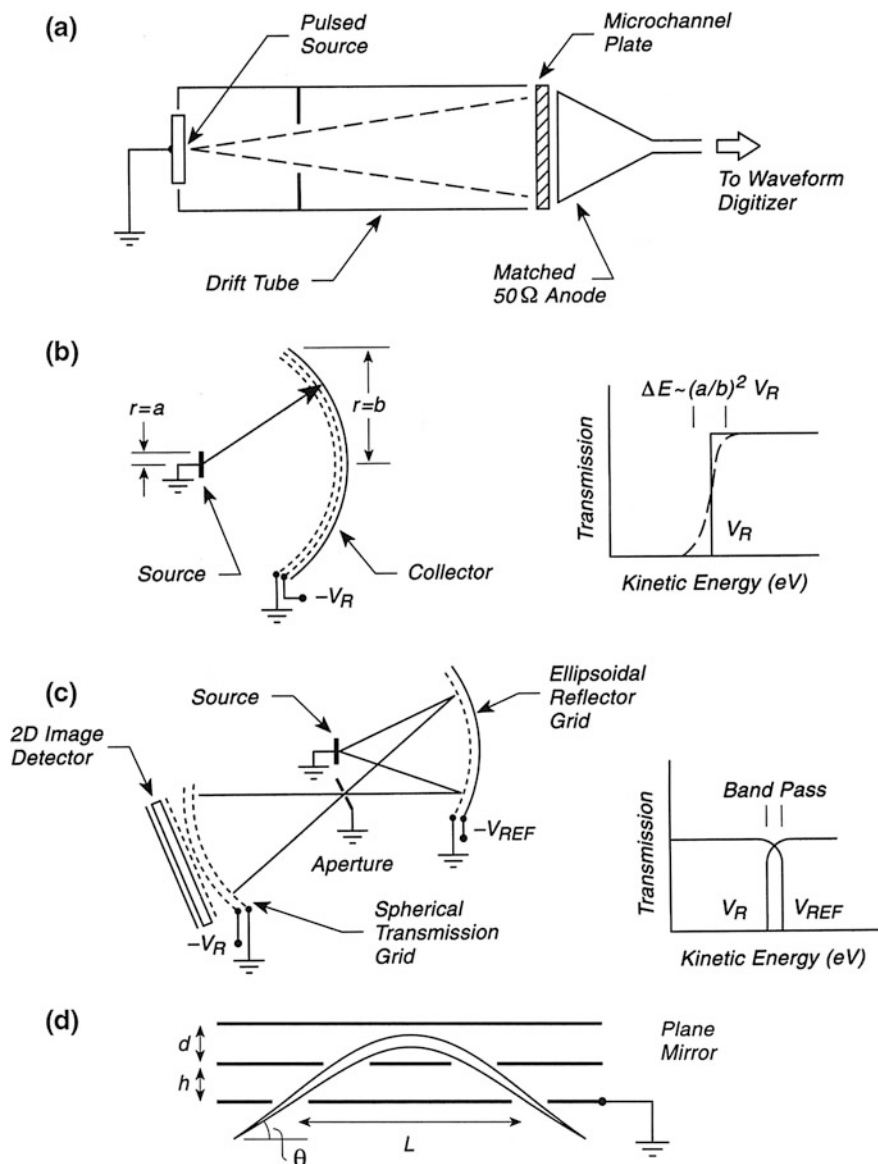 (a)
Pulsed
Source
Microchannel
Plate
To Waveform
Digitizer
Drift Tube
Matched
50Ω Anode
(b)
r=a
r=b
Source
Collector
–V_R
ΔE~(a/b)² V_R
Transmission
V_R
Kinetic Energy (eV)
(c)
Source
Ellipsoidal
Reflector
Grid
2D Image
Detector
–V_REF
Aperture
Spherical
Transmission
Grid
–V_R
Band Pass
Transmission
V_R
V_REF
Kinetic Energy (eV)
(d)
d
h
Plane
Mirror
L
θ